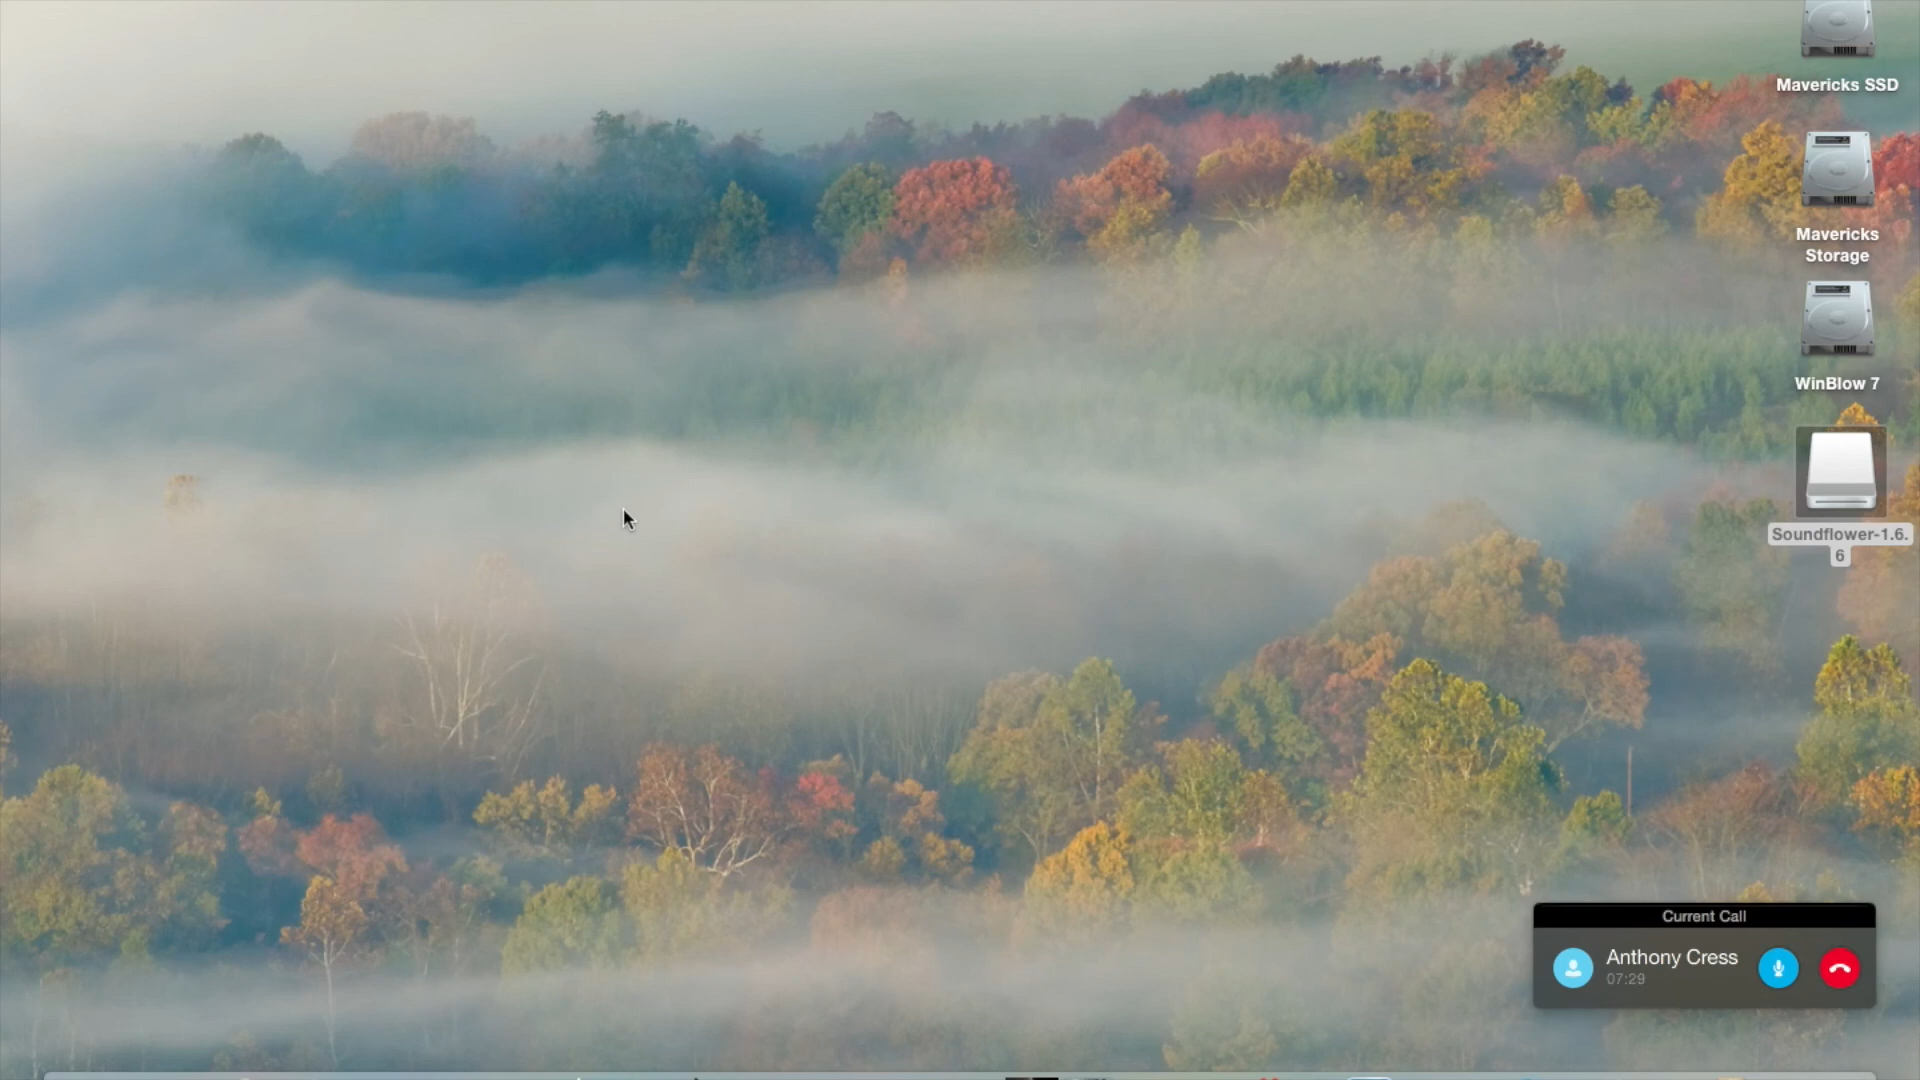 Mavericks SSD
Mavericks
Storage
WinBlow 7
Soundflower-1.6.
6
Current Call
Anthony Cress
07:29